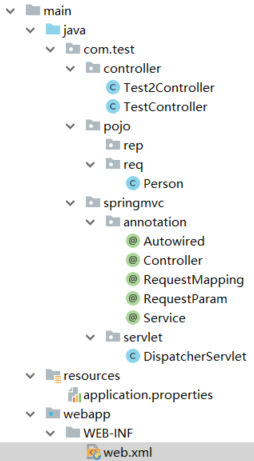 main
java
com.test
controller
Test2Controller
TestController
pojo
rep
req
Person
springmvc
annotation
Autowired
Controller
RequestMapping
RequestParam
Service
servlet
DispatcherServlet
resources
application.properties
webapp
WEB-INF
web.xml